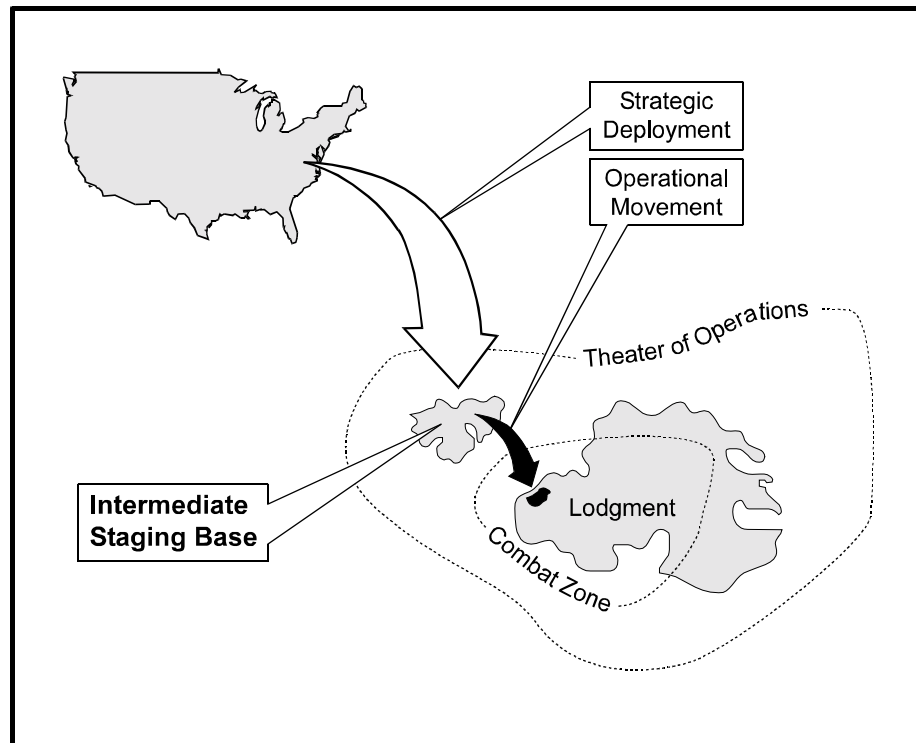 Strategic
Deployment
Operational
Movement
Theater of Operations
Intermediate
Staging Base
Lodgment
Combat Zone